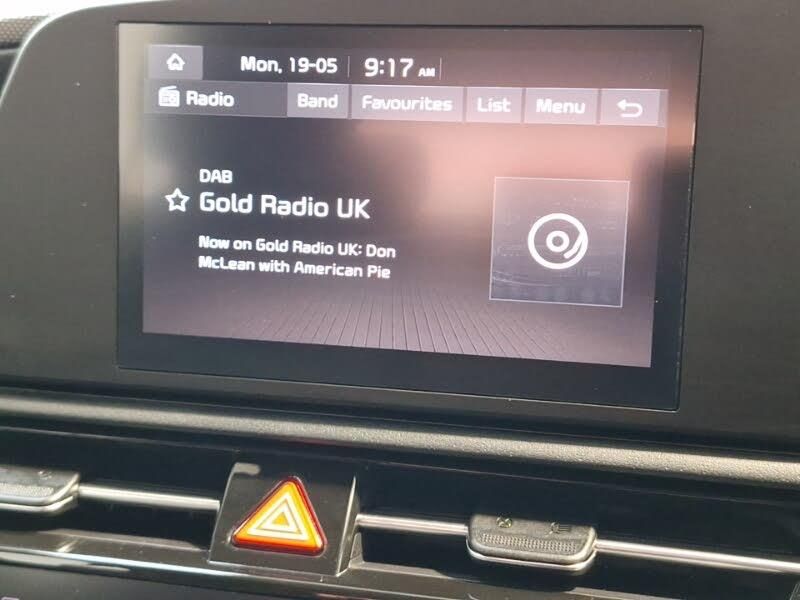 Mon, 19-05 9:17 AM
Radio Band Favourites List Menu
DAB
Gold Radio UK
Now on Gold Radio UK: Don
McLean with American Pie